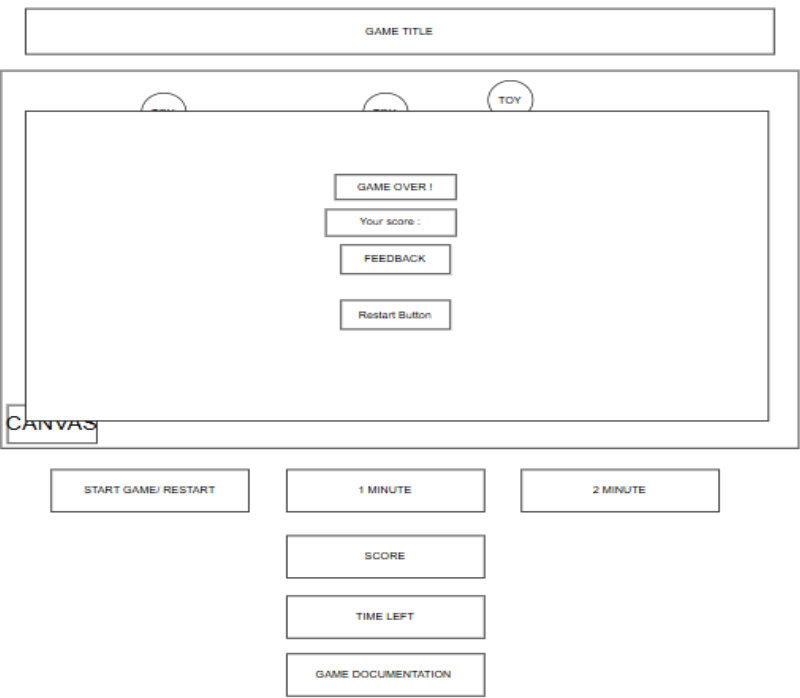 GAME TITLE
TOY
GAME OVER !
Your score :
FEEDBACK
Restart Button
CANVAS
START GAME/ RESTART
1 MINUTE
2 MINUTE
SCORE
TIME LEFT
GAME DOCUMENTATION